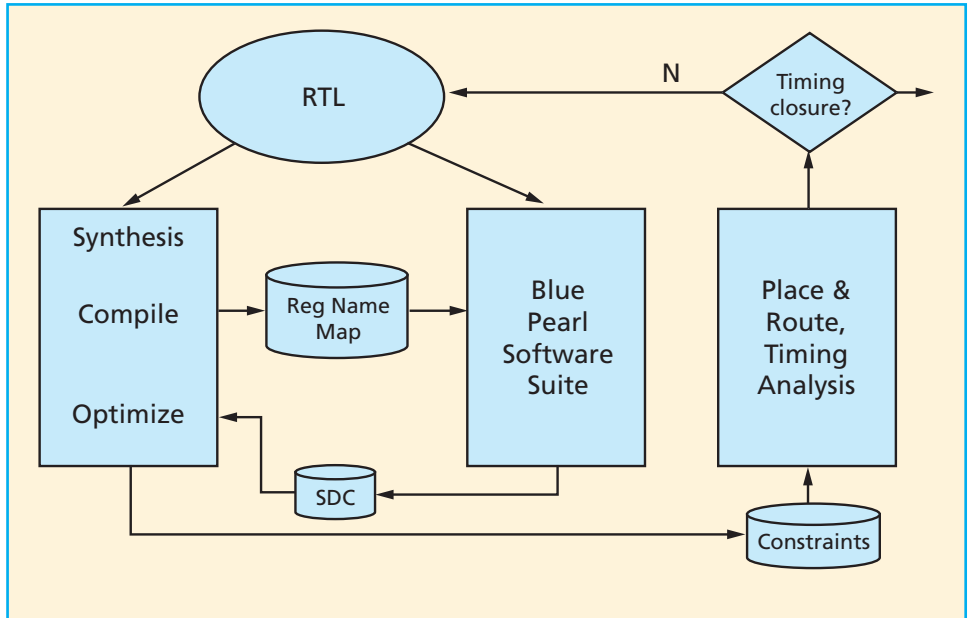 RTL
N
Timing
closure?
Synthesis
Compile
Optimize
Reg Name
Map
Blue
Pearl
Software
Suite
SDC
Place &
Route,
Timing
Analysis
Constraints